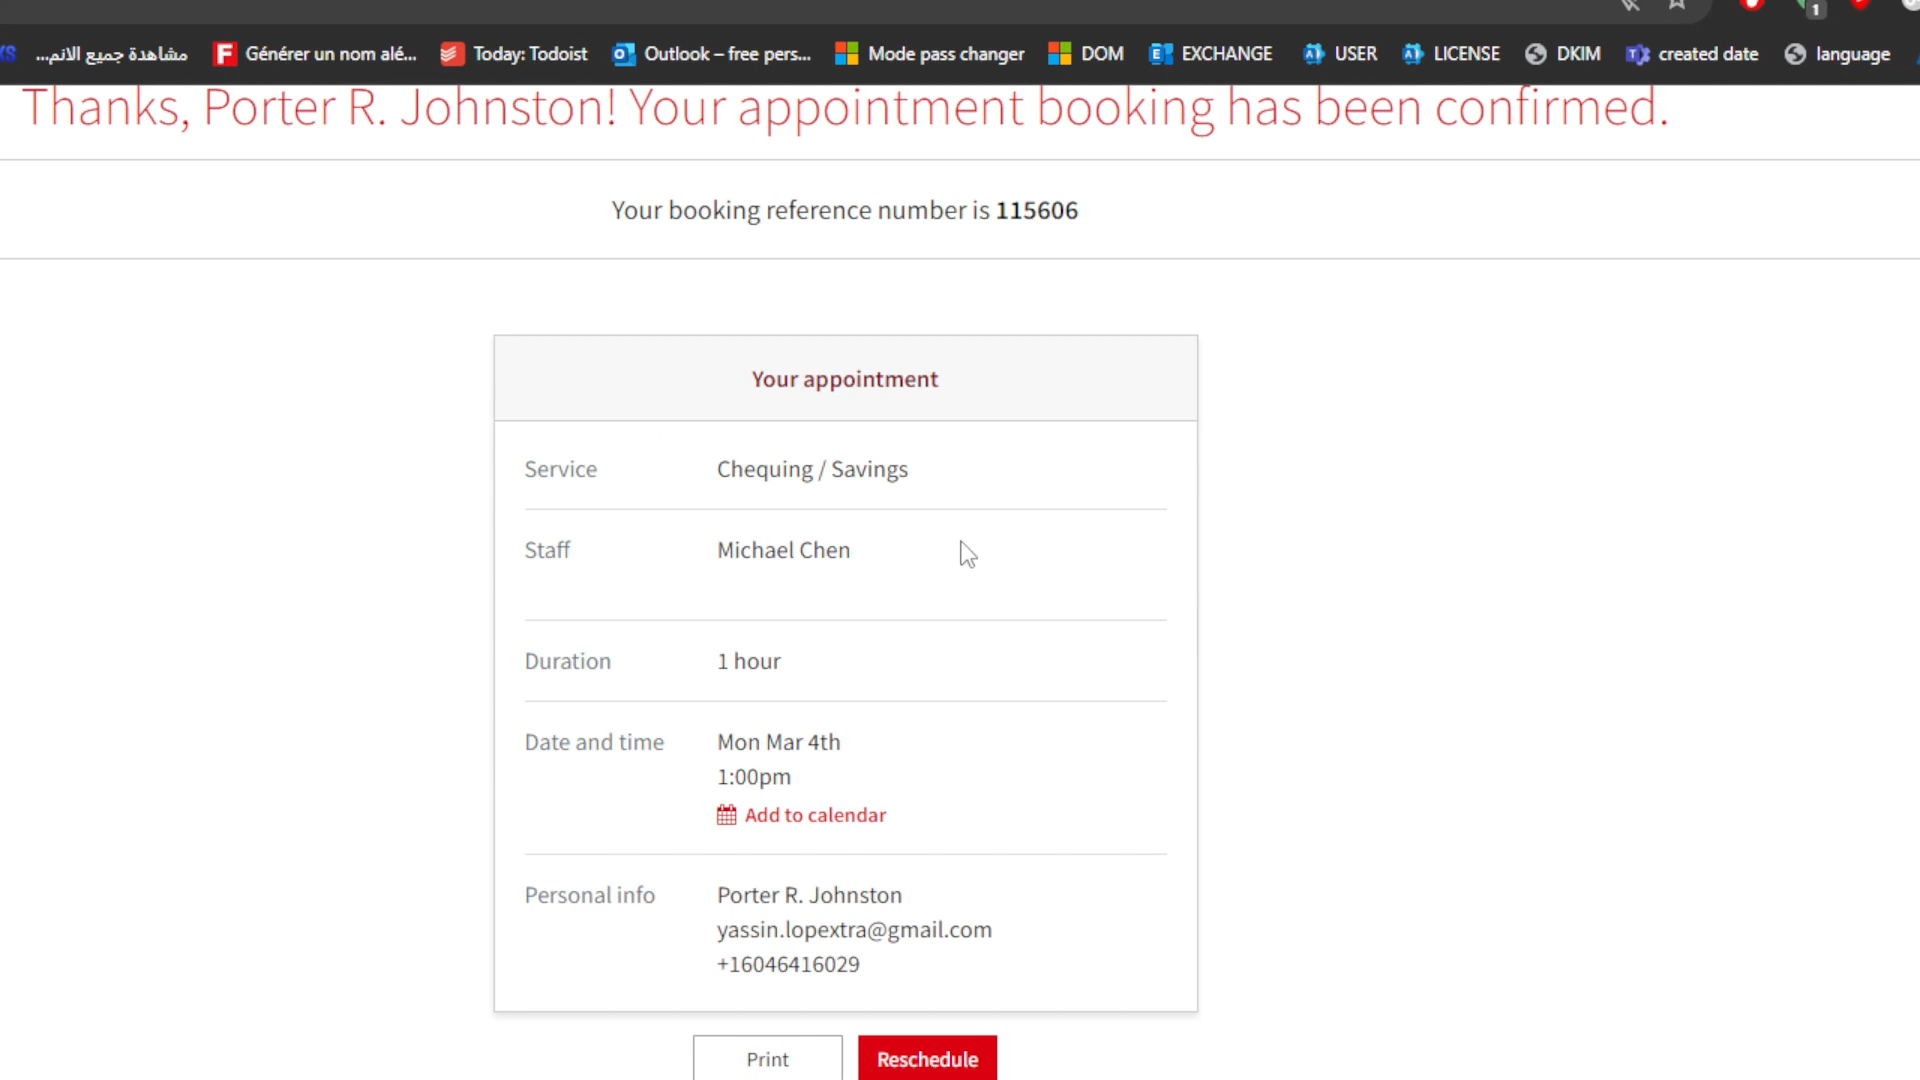 مشاهدة جميع الانم... Générer un nom alé... Today: Todoist Outlook – free pers... Mode pass changer DOM EXCHANGE USER LICENSE DKIM created date language
1
Thanks, Porter R. Johnston! Your appointment booking has been confirmed.
Your booking reference number is 115606
Your appointment
Service Chequing / Savings
Staff Michael Chen
Duration 1 hour
Date and time Mon Mar 4th
1:00pm
Add to calendar
Personal info Porter R. Johnston
yassin.lopextra@gmail.com
+16046416029
Print Reschedule